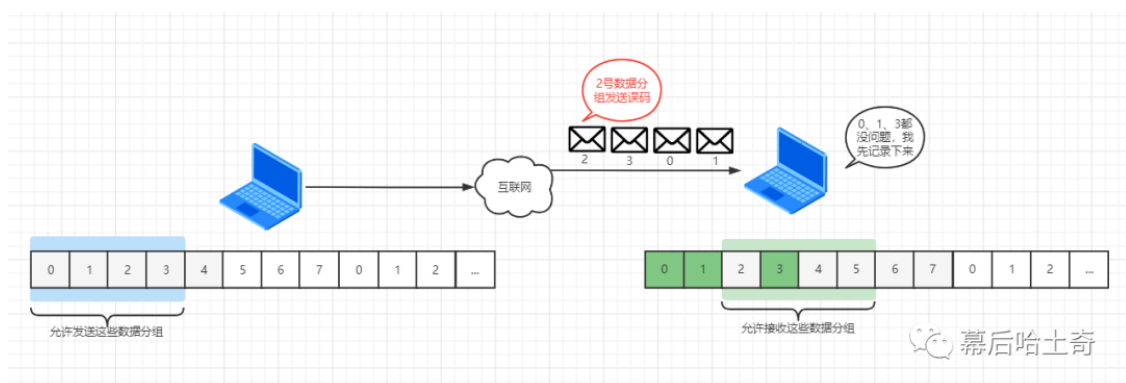 2号数据分
组发送误码
2 3 0 1
0、1、3都
没问题，我
先记录下来
互联网
0 1 2 3 4 5 6 7 0 1 2 ...
0 1 2 3 4 5 6 7 0 1 2 ...
允许发送这些数据分组
允许接收这些数据分组
幕后哈土奇